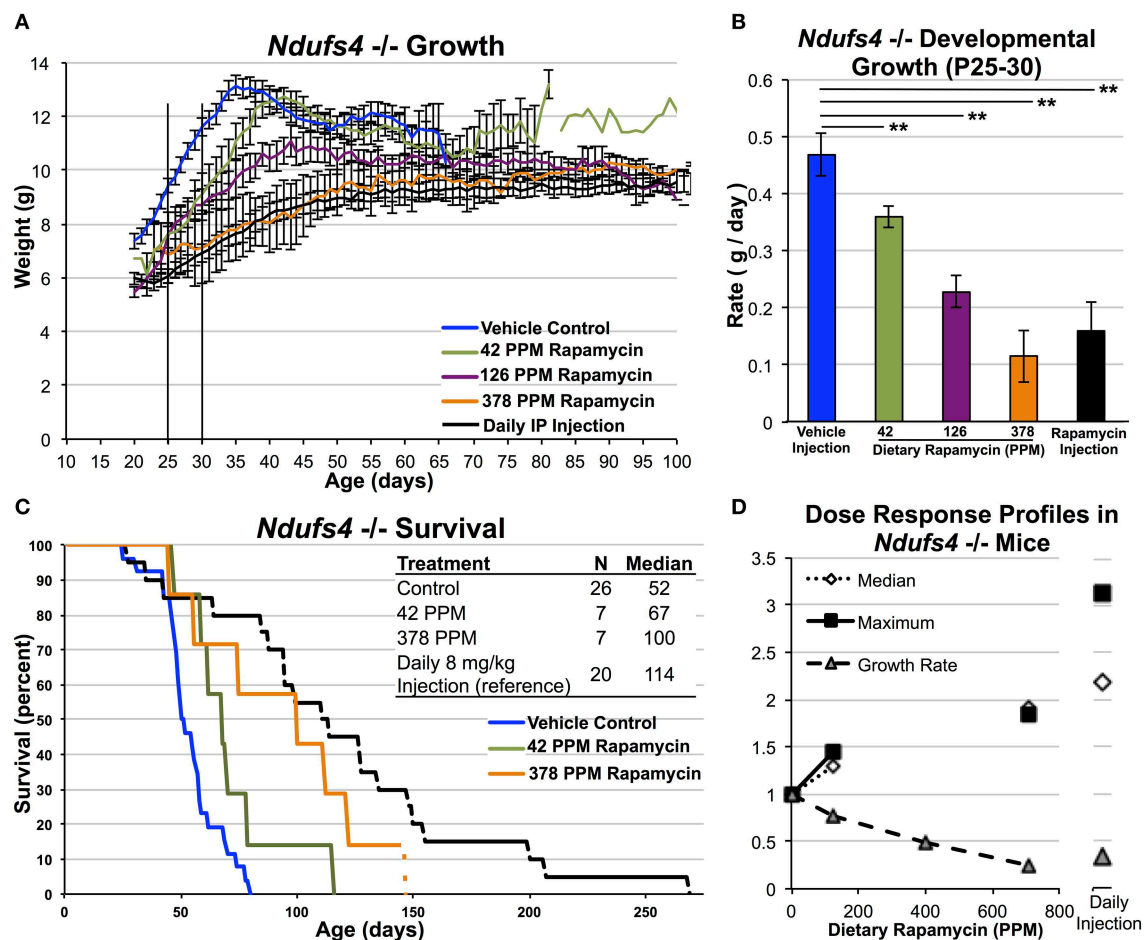 A
Ndufs4 -/- Growth
14
12
10
8
6
4
2
0
Weight (g)
Vehicle Control
42 PPM Rapamycin
126 PPM Rapamycin
378 PPM Rapamycin
Daily IP Injection
10 15 20 25 30 35 40 45 50 55 60 65 70 75 80 85 90 95 100
Age (days)
B
Ndufs4 -/- Developmental
Growth (P25-30)
0.6
0.5
0.4
0.3
0.2
0.1
0
Rate ( g / day)
**
**
**
**
Vehicle
Injection
42 126 378
Dietary Rapamycin (PPM)
Rapamycin
Injection
C
Ndufs4 -/- Survival
100
90
80
70
60
50
40
30
20
10
0
Survival (percent)
Treatment N Median
Control 26 52
42 PPM 7 67
378 PPM 7 100
Daily 8 mg/kg
Injection (reference) 20 114
Vehicle Control
42 PPM Rapamycin
378 PPM Rapamycin
0 50 100 150 200 250
Age (days)
D
Dose Response Profiles in
Ndufs4 -/- Mice
3.5
3
2.5
2
1.5
1
0.5
0
Median
Maximum
Growth Rate
0 200 400 600 800
Dietary Rapamycin (PPM)
Daily
Injection